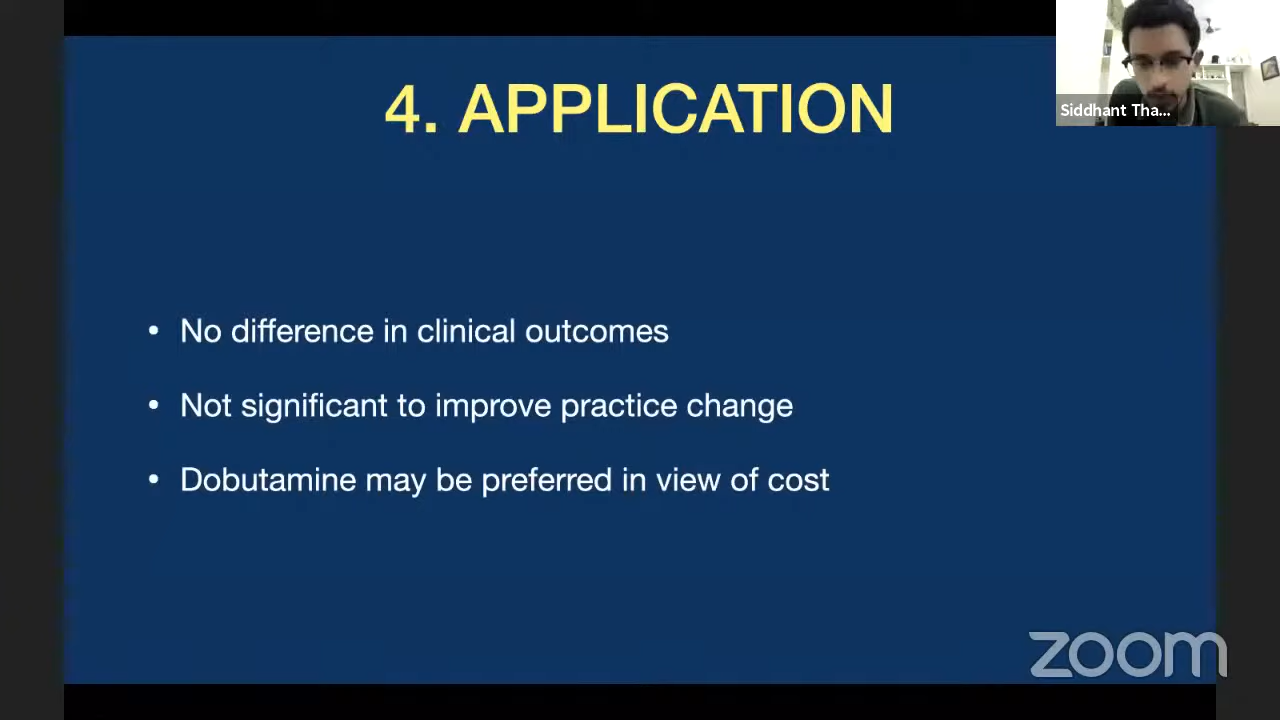 4. APPLICATION
Siddhant Tha...
• No difference in clinical outcomes
• Not significant to improve practice change
• Dobutamine may be preferred in view of cost
zoom